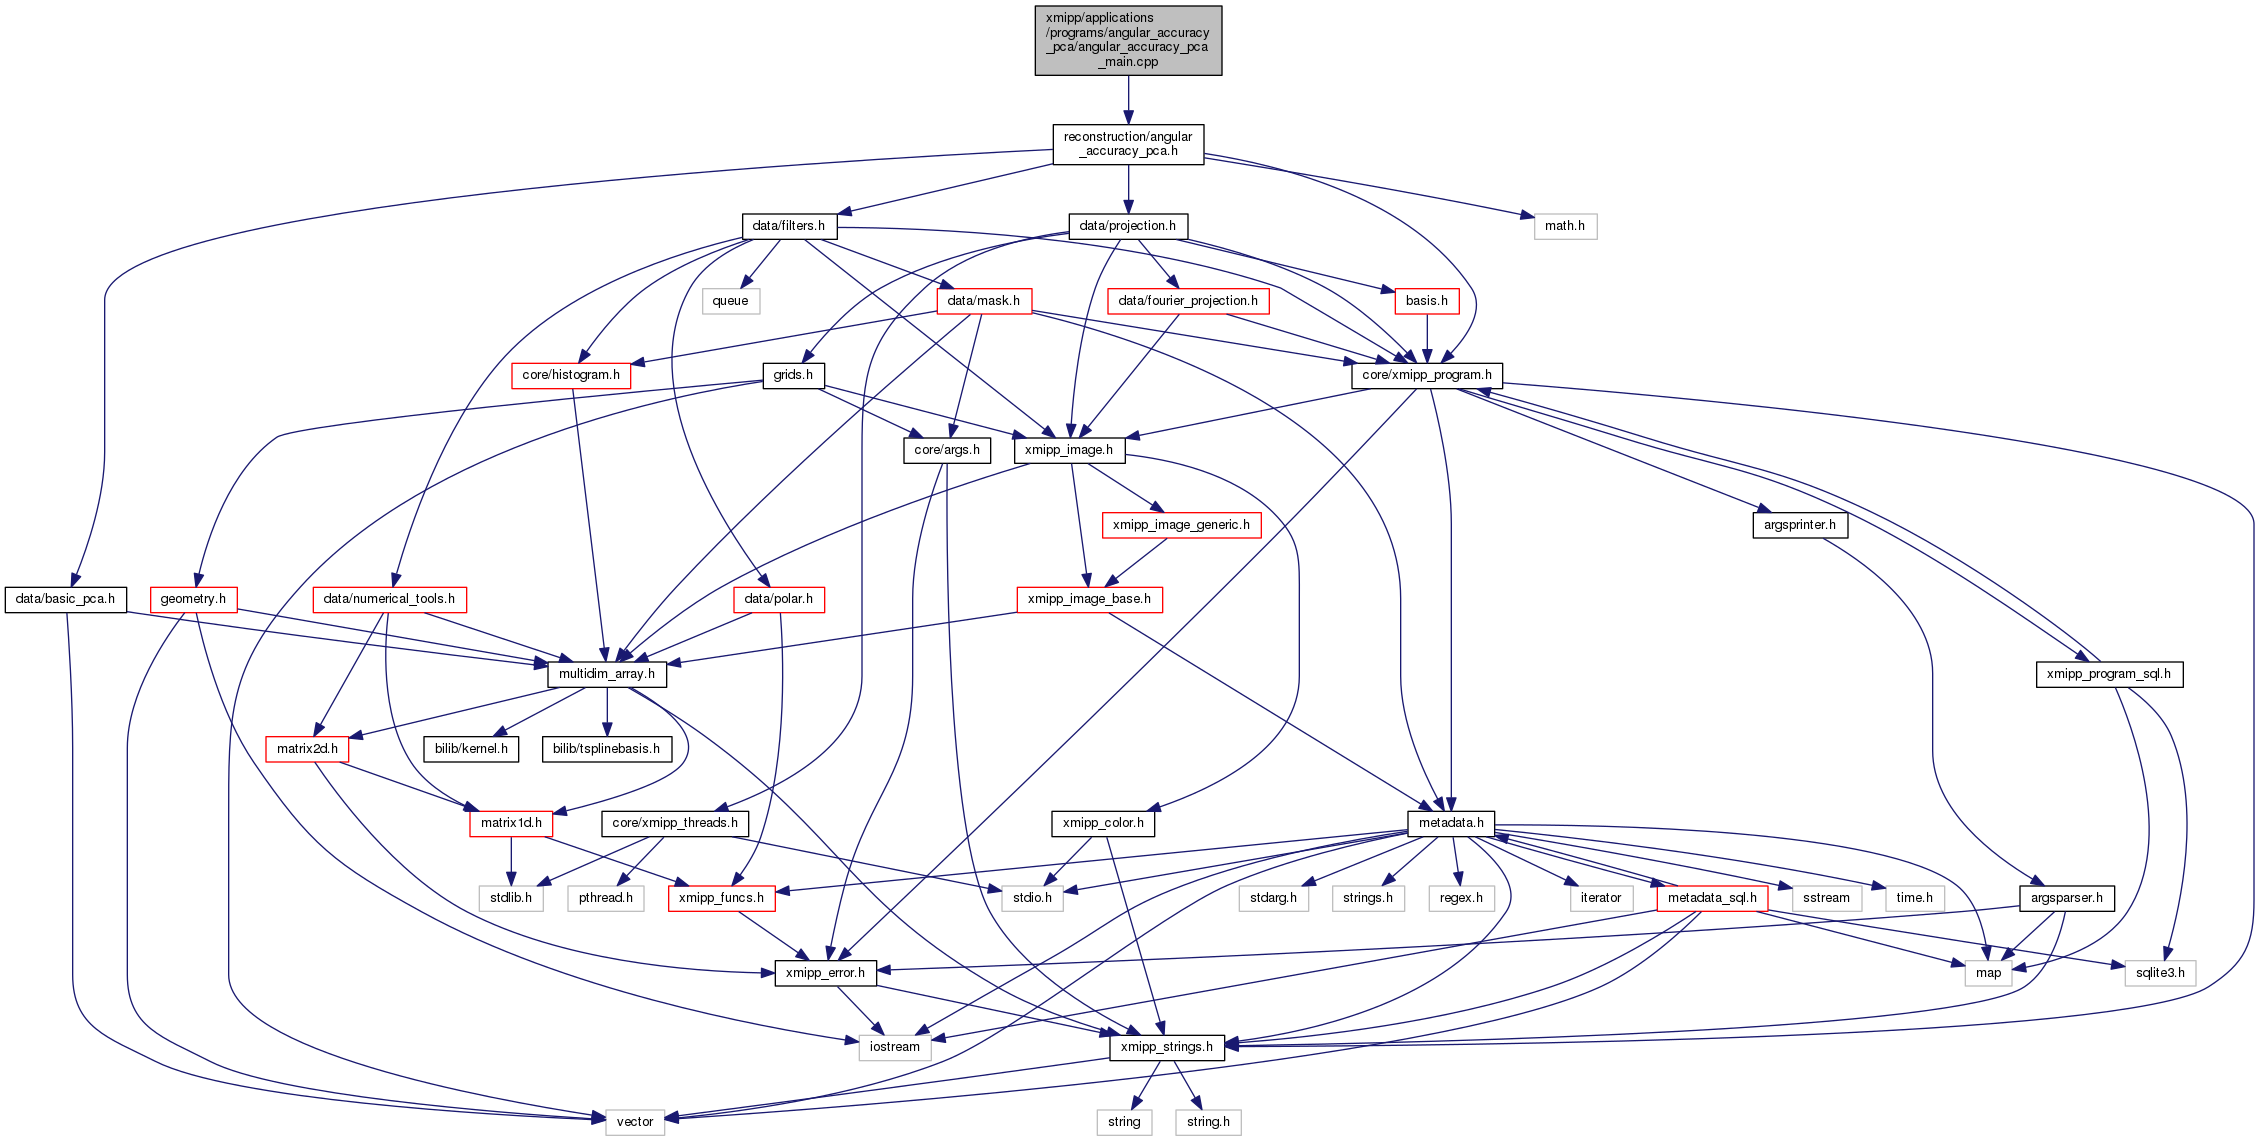 xmipp/applications
/programs/angular_accuracy
_pca/angular_accuracy_pca
_main.cpp
reconstruction/angular
_accuracy_pca.h
data/filters.h
data/projection.h
math.h
queue
data/mask.h
data/fourier_projection.h
basis.h
core/histogram.h
grids.h
core/xmipp_program.h
core/args.h
xmipp_image.h
xmipp_image_generic.h
argsprinter.h
data/basic_pca.h
geometry.h
data/numerical_tools.h
data/polar.h
xmipp_image_base.h
multidim_array.h
xmipp_program_sql.h
matrix2d.h
bilib/kernel.h
bilib/tsplinebasis.h
matrix1d.h
core/xmipp_threads.h
xmipp_color.h
metadata.h
stdlib.h
pthread.h
xmipp_funcs.h
stdio.h
stdarg.h
strings.h
regex.h
iterator
metadata_sql.h
sstream
time.h
argsparser.h
xmipp_error.h
map
sqlite3.h
iostream
xmipp_strings.h
vector
string
string.h